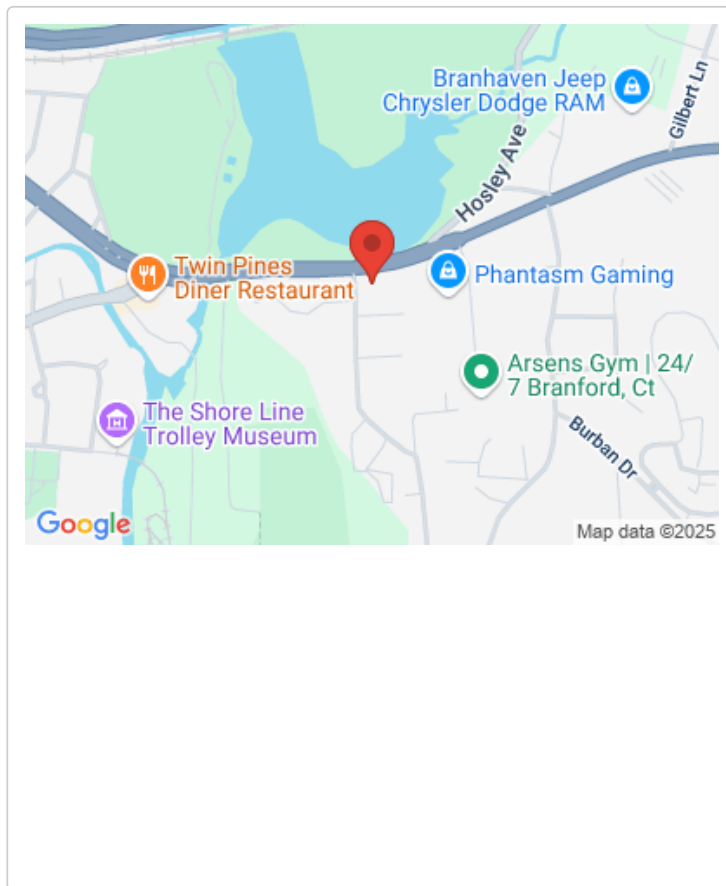 Branhaven Jeep
Chrysler Dodge RAM
Gilbert Ln
Hosley Ave
Twin Pines
Diner Restaurant
Phantasm Gaming
Arsens Gym | 24/
7 Branford, Ct
The Shore Line
Trolley Museum
Burban Dr
Google
Map data ©2025